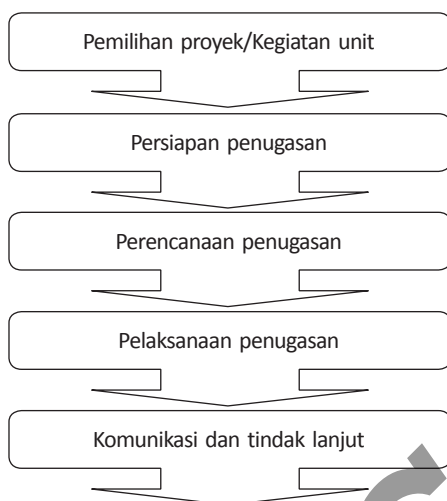 Pemilihan proyek/Kegiatan unit
Persiapan penugasan
Perencanaan penugasan
Pelaksanaan penugasan
Komunikasi dan tindak lanjut